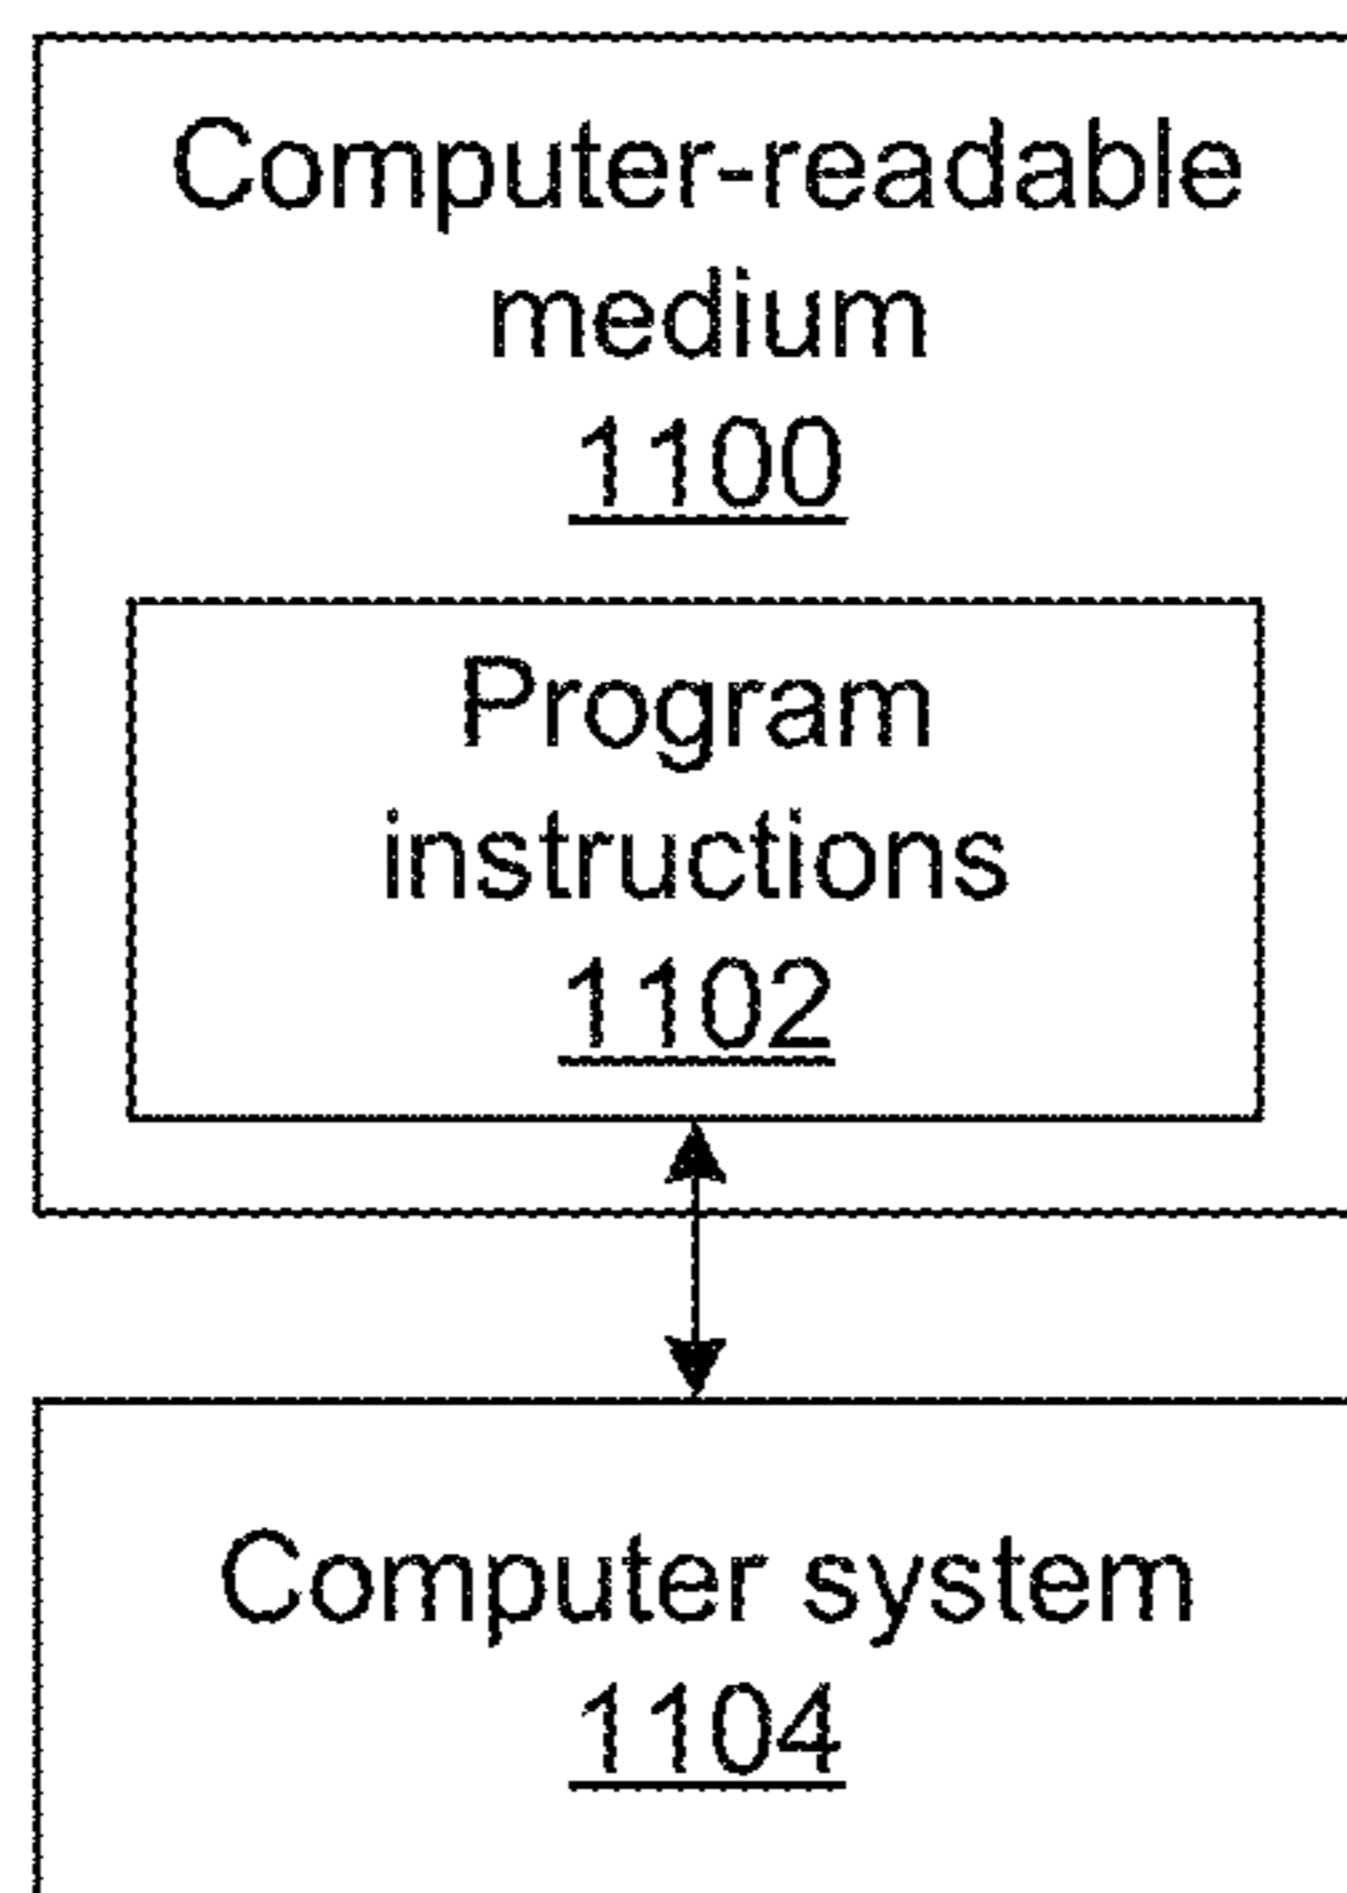 Computer-readable
medium
1100
Program
instructions
1102
Computer system
1104